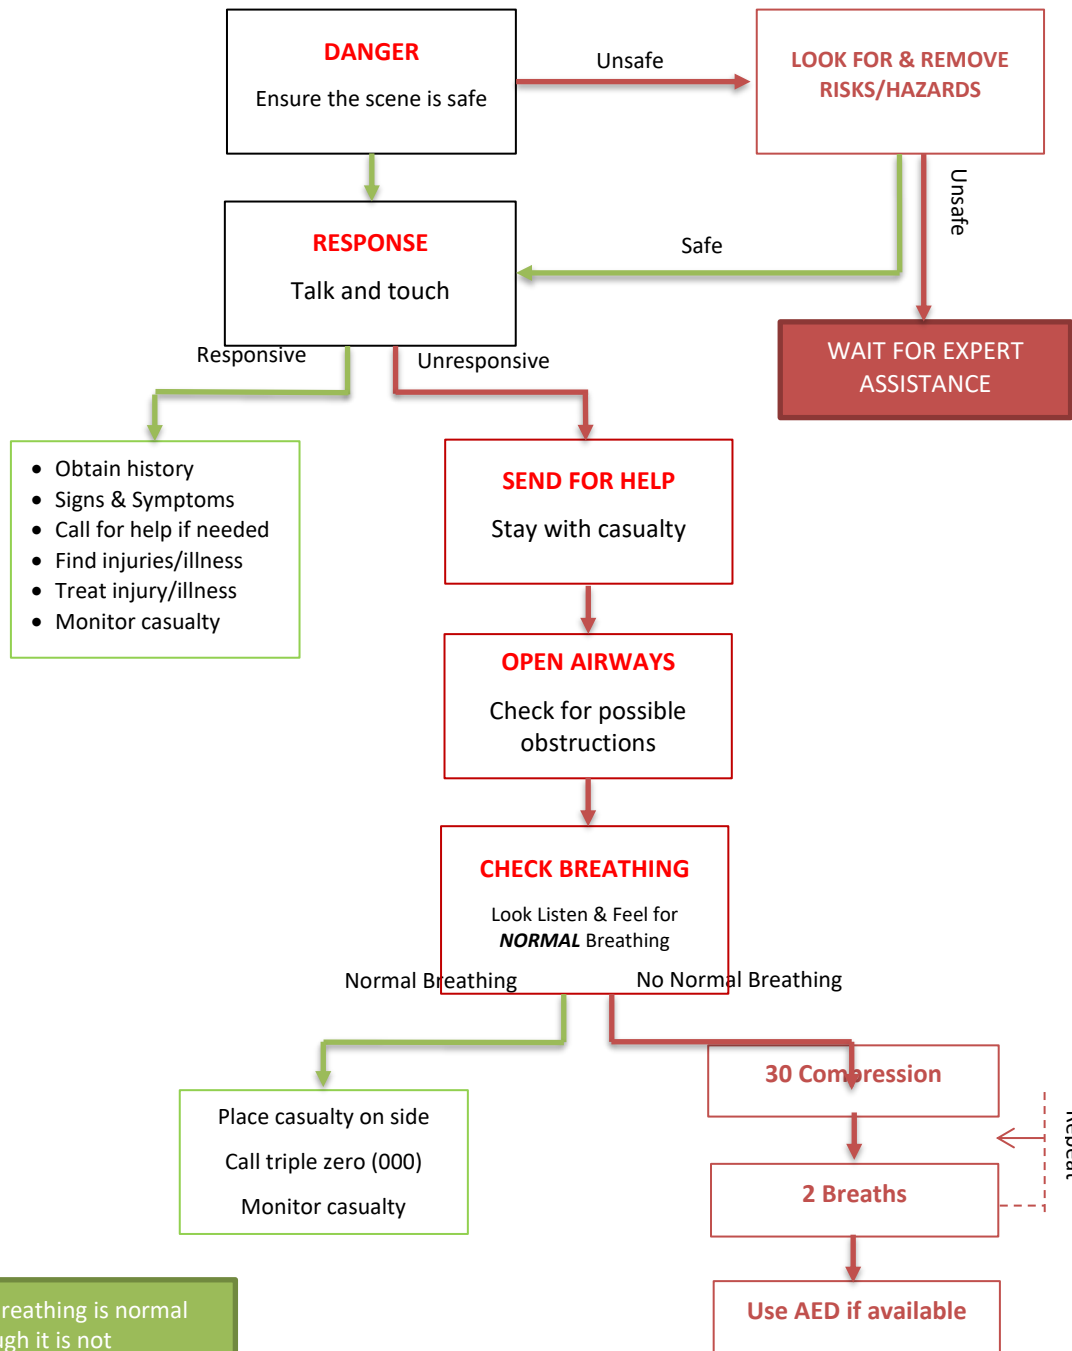 DANGER
Ensure the scene is safe
Unsafe
LOOK FOR & REMOVE
RISKS/HAZARDS
Unsafe
Safe
RESPONSE
Talk and touch
WAIT FOR EXPERT
ASSISTANCE
Responsive
Unresponsive
• Obtain history
• Signs & Symptoms
• Call for help if needed
• Find injuries/illness
• Treat injury/illness
• Monitor casualty
SEND FOR HELP
Stay with casualty
OPEN AIRWAYS
Check for possible
obstructions
CHECK BREATHING
Look Listen & Feel for
NORMAL Breathing
Normal Breathing
No Normal Breathing
Place casualty on side
Call triple zero (000)
Monitor casualty
30 Compression
Repeat
2 Breaths
Use AED if available
reathing is normal
ugh it is not